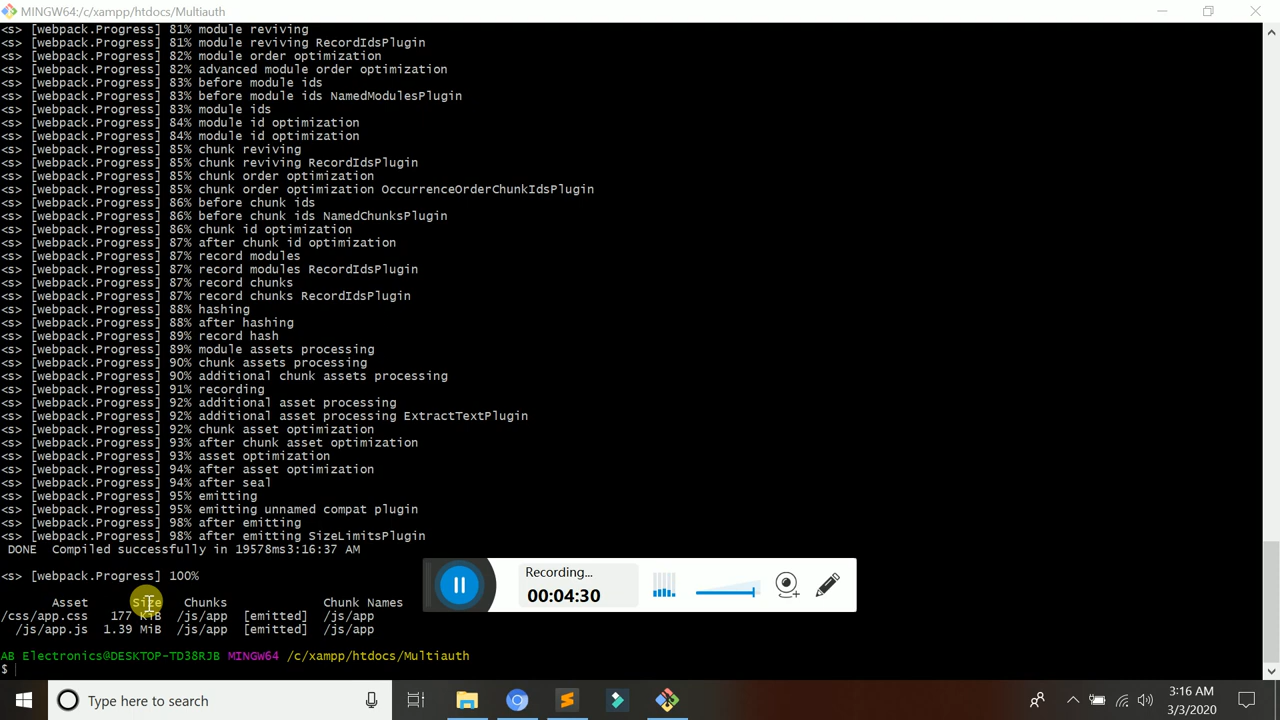 MINGW64:/c/xampp/htdocs/Multiauth
<s> [webpack.Progress] 81% module reviving
<s> [webpack.Progress] 81% module reviving RecordIdsPlugin
<s> [webpack.Progress] 82% module order optimization
<s> [webpack.Progress] 82% advanced module order optimization
<s> [webpack.Progress] 83% before module ids
<s> [webpack.Progress] 83% before module ids NamedModulesPlugin
<s> [webpack.Progress] 83% module ids
<s> [webpack.Progress] 84% module id optimization
<s> [webpack.Progress] 84% module id optimization
<s> [webpack.Progress] 85% chunk reviving
<s> [webpack.Progress] 85% chunk reviving RecordIdsPlugin
<s> [webpack.Progress] 85% chunk order optimization
<s> [webpack.Progress] 85% chunk order optimization OccurrenceOrderChunkIdsPlugin
<s> [webpack.Progress] 86% before chunk ids
<s> [webpack.Progress] 86% before chunk ids NamedChunksPlugin
<s> [webpack.Progress] 86% chunk id optimization
<s> [webpack.Progress] 87% after chunk id optimization
<s> [webpack.Progress] 87% record modules
<s> [webpack.Progress] 87% record modules RecordIdsPlugin
<s> [webpack.Progress] 87% record chunks
<s> [webpack.Progress] 87% record chunks RecordIdsPlugin
<s> [webpack.Progress] 88% hashing
<s> [webpack.Progress] 88% after hashing
<s> [webpack.Progress] 89% record hash
<s> [webpack.Progress] 89% module assets processing
<s> [webpack.Progress] 90% chunk assets processing
<s> [webpack.Progress] 90% additional chunk assets processing
<s> [webpack.Progress] 91% recording
<s> [webpack.Progress] 92% additional asset processing
<s> [webpack.Progress] 92% additional asset processing ExtractTextPlugin
<s> [webpack.Progress] 92% chunk asset optimization
<s> [webpack.Progress] 93% after chunk asset optimization
<s> [webpack.Progress] 93% asset optimization
<s> [webpack.Progress] 94% after asset optimization
<s> [webpack.Progress] 94% after seal
<s> [webpack.Progress] 95% emitting
<s> [webpack.Progress] 95% emitting unnamed compat plugin
<s> [webpack.Progress] 98% after emitting
<s> [webpack.Progress] 98% after emitting SizeLimitsPlugin
DONE Compiled successfully in 19578ms3:16:37 AM
<s> [webpack.Progress] 100%
Asset Size Chunks Chunk Names
/css/app.css 177 KiB /js/app [emitted] /js/app
/js/app.js 1.39 MiB /js/app [emitted] /js/app
AB Electronics@DESKTOP-TD38RJB MINGW64 /c/xampp/htdocs/Multiauth
$
Recording...
00:04:30
Type here to search
3:16 AM
3/3/2020